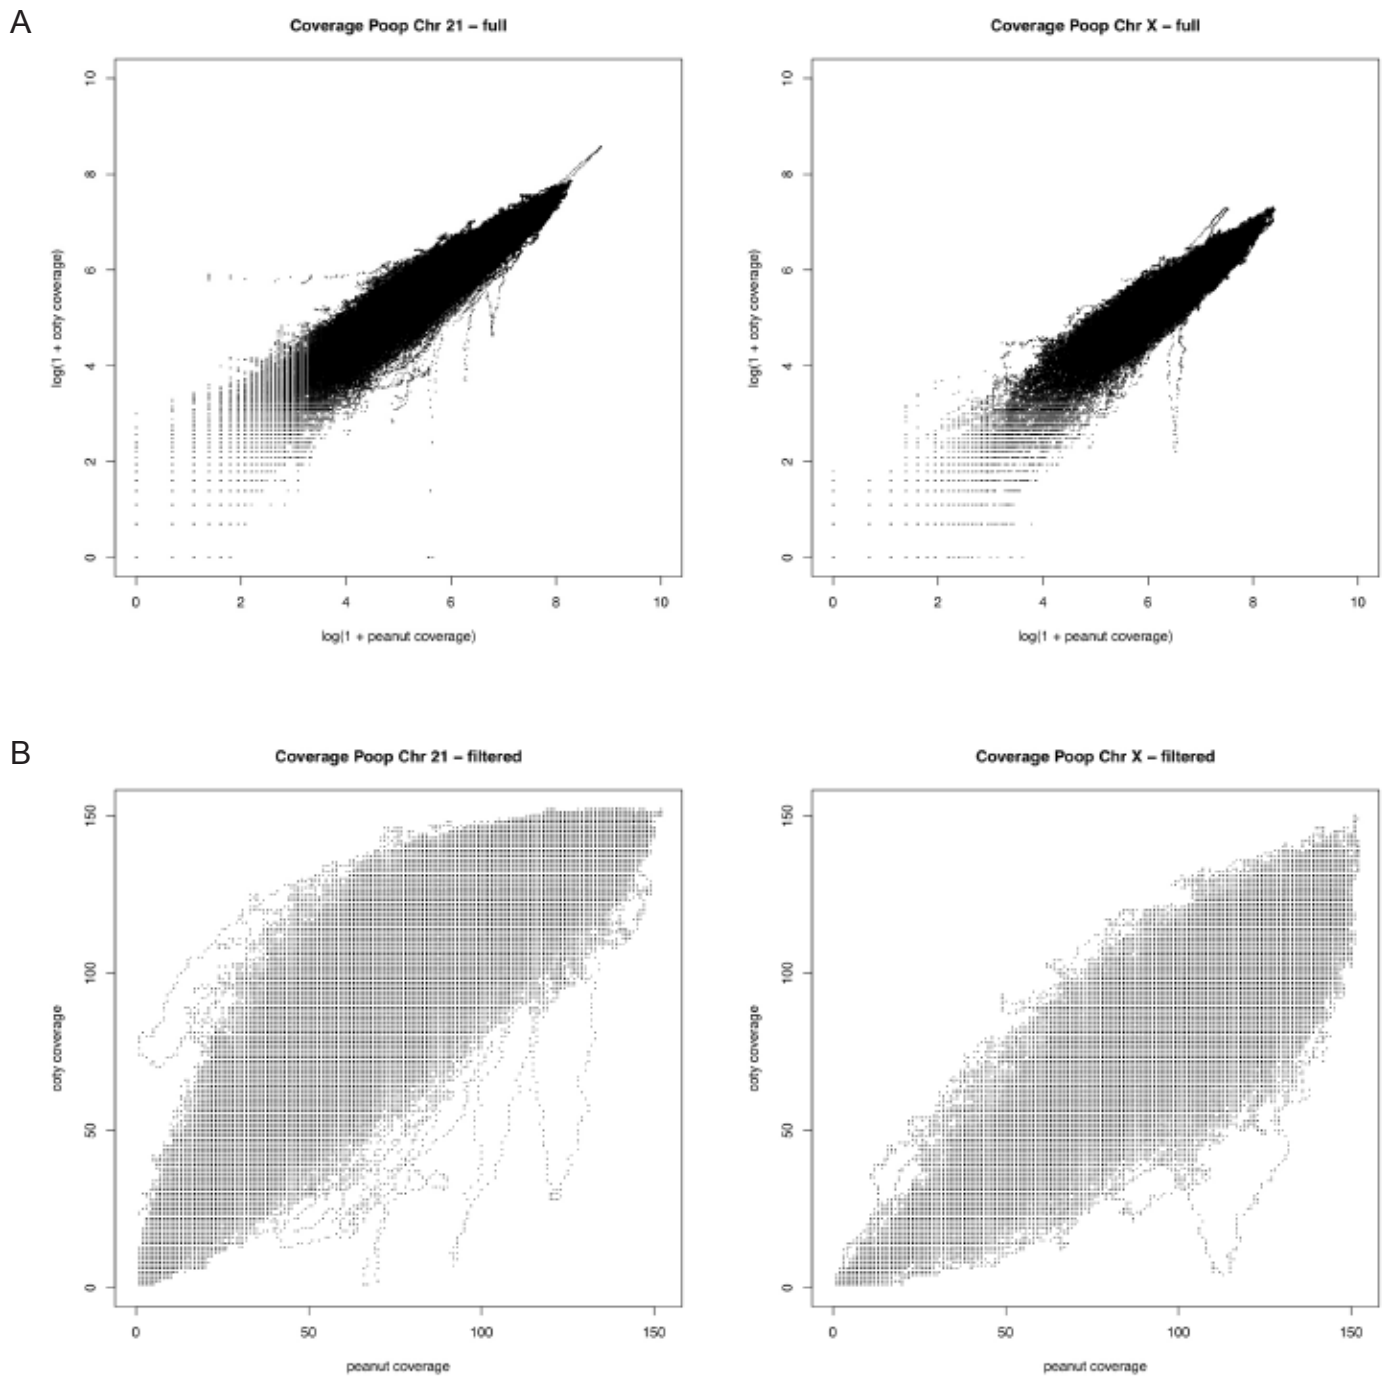 A
Coverage Poop Chr 21 – full
Coverage Poop Chr X – full
10
8
6
4
2
0
log(1 + coty coverage)
0 2 4 6 8 10
log(1 + peanut coverage)
10
8
6
4
2
0
log(1 + coty coverage)
0 2 4 6 8 10
log(1 + peanut coverage)
B
Coverage Poop Chr 21 – filtered
Coverage Poop Chr X – filtered
150
100
50
0
coty coverage
0 50 100 150
peanut coverage
150
100
50
0
coty coverage
0 50 100 150
peanut coverage